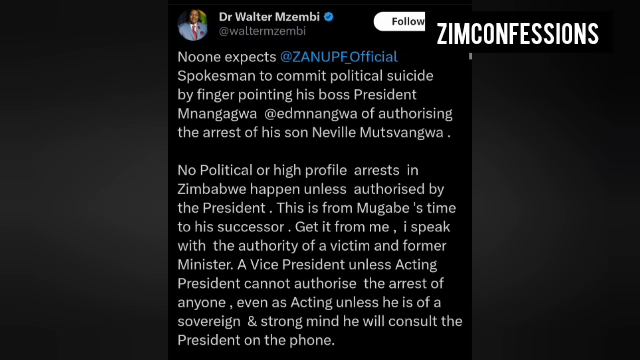 Dr Walter Mzembi
@waltermzembi
Follow
ZIMCONFESSIONS
Noone expects @ZANUPF_Official
Spokesman to commit political suicide
by finger pointing his boss President
Mnangagwa @edmnangwa of authorising
the arrest of his son Neville Mutsvangwa .
No Political or high profile arrests in
Zimbabwe happen unless authorised by
the President . This is from Mugabe 's time
to his successor . Get it from me , i speak
with the authority of a victim and former
Minister. A Vice President unless Acting
President cannot authorise the arrest of
anyone , even as Acting unless he is of a
sovereign & strong mind he will consult the
President on the phone.